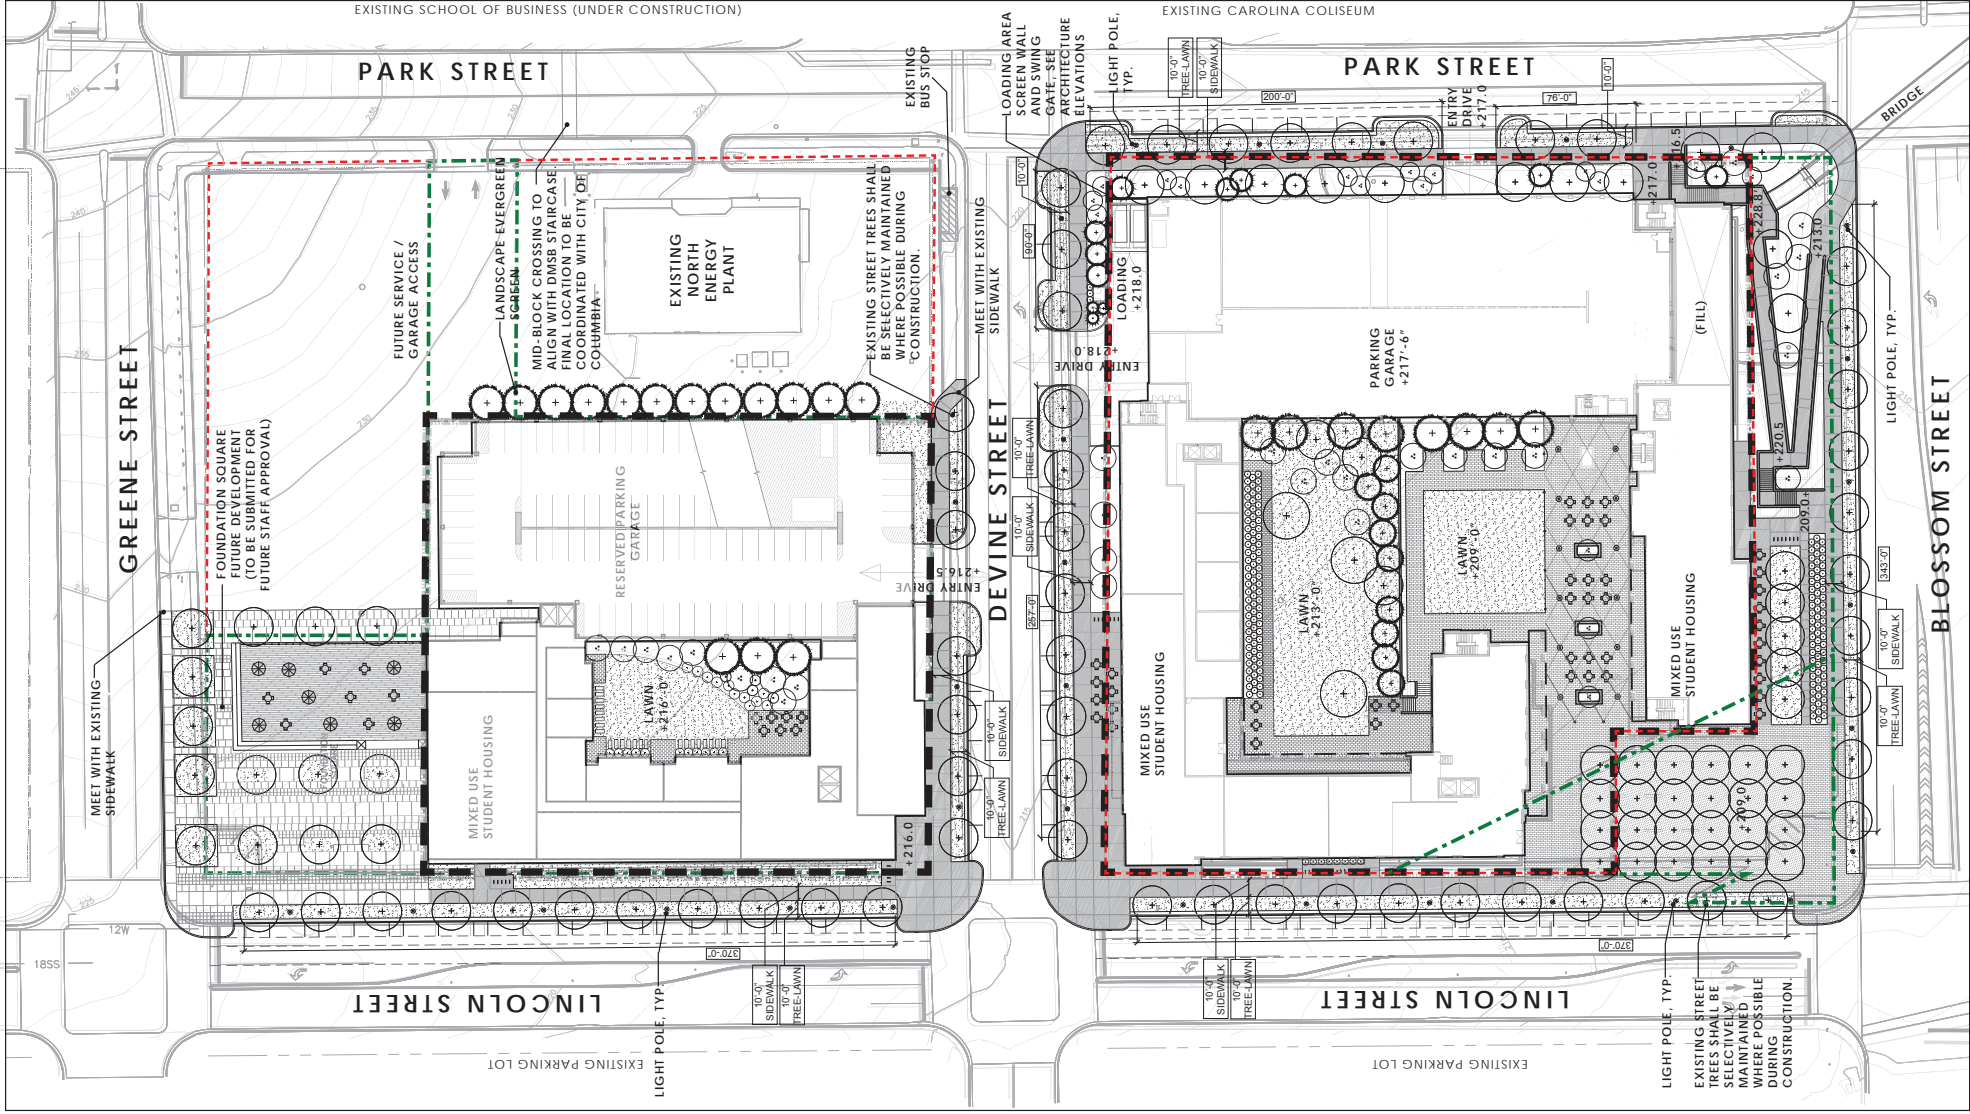 EXISTING SCHOOL OF BUSINESS (UNDER CONSTRUCTION)
EXISTING CAROLINA COLISEUM
PARK STREET
PARK STREET
EXISTING
BUS STOP
LOADING AREA
SCREEN WALL
AND SWING
GATE, SEE
ARCHITECTURE
ELEVATIONS
LIGHT POLE,
TYP.
10'-0"
TREE-LAWN
10'-0"
SIDEWALK
200'-0"
ENTRY
DRIVE
+217.0
76'-0"
10'-0"
BRIDGE
+216.5
+217.0
+228.8'
+213.0
GREENE STREET
FUTURE SERVICE /
GARAGE ACCESS
LANDSCAPE EVERGREEN
SCREEN
MID-BLOCK CROSSING TO
ALIGN WITH DMSB STAIRCASE
FINAL LOCATION TO BE
COORDINATED WITH CITY OF
COLUMBIA
EXISTING
NORTH
ENERGY
PLANT
EXISTING STREET TREES SHALL
BE SELECTIVELY MAINTAINED
WHERE POSSIBLE DURING
CONSTRUCTION.
MEET WITH EXISTING
SIDEWALK
10'-0"
90'-0"
LOADING
+218.0
ENTRY DRIVE
+218.0
PARKING
GARAGE
+217'-6"
(FILL)
LIGHT POLE, TYP.
BLOSSOM STREET
FOUNDATION SQUARE
FUTURE DEVELOPMENT
(TO BE SUBMITTED FOR
FUTURE STAFF APPROVAL)
RESERVED PARKING
GARAGE
ENTRY DRIVE
+216.5
DEVINE STREET
10'-0"
TREE-LAWN
10'-0"
SIDEWALK
257'-0"
+220.5
209.0+
LAWN
+213'-0"
LAWN
+209'-0"
343'-0"
10'-0"
SIDEWALK
10'-0"
TREE-LAWN
MEET WITH EXISTING
SIDEWALK
MIXED USE
STUDENT HOUSING
LAWN
+216'-0"
+216.0
10'-0"
SIDEWALK
10'-0"
TREE-LAWN
MIXED USE
STUDENT HOUSING
MIXED USE
STUDENT HOUSING
+209.0
12W
18SS
370'-0"
370'-0"
LINCOLN STREET
LINCOLN STREET
LIGHT POLE, TYP.
10'-0"
SIDEWALK
10'-0"
TREE-LAWN
10'-0"
SIDEWALK
10'-0"
TREE-LAWN
LIGHT POLE, TYP.
EXISTING STREET
TREES SHALL BE
SELECTIVELY
MAINTAINED
WHERE POSSIBLE
DURING
CONSTRUCTION.
EXISTING PARKING LOT
EXISTING PARKING LOT
245
245
235
230
225
230
225
215
215
210